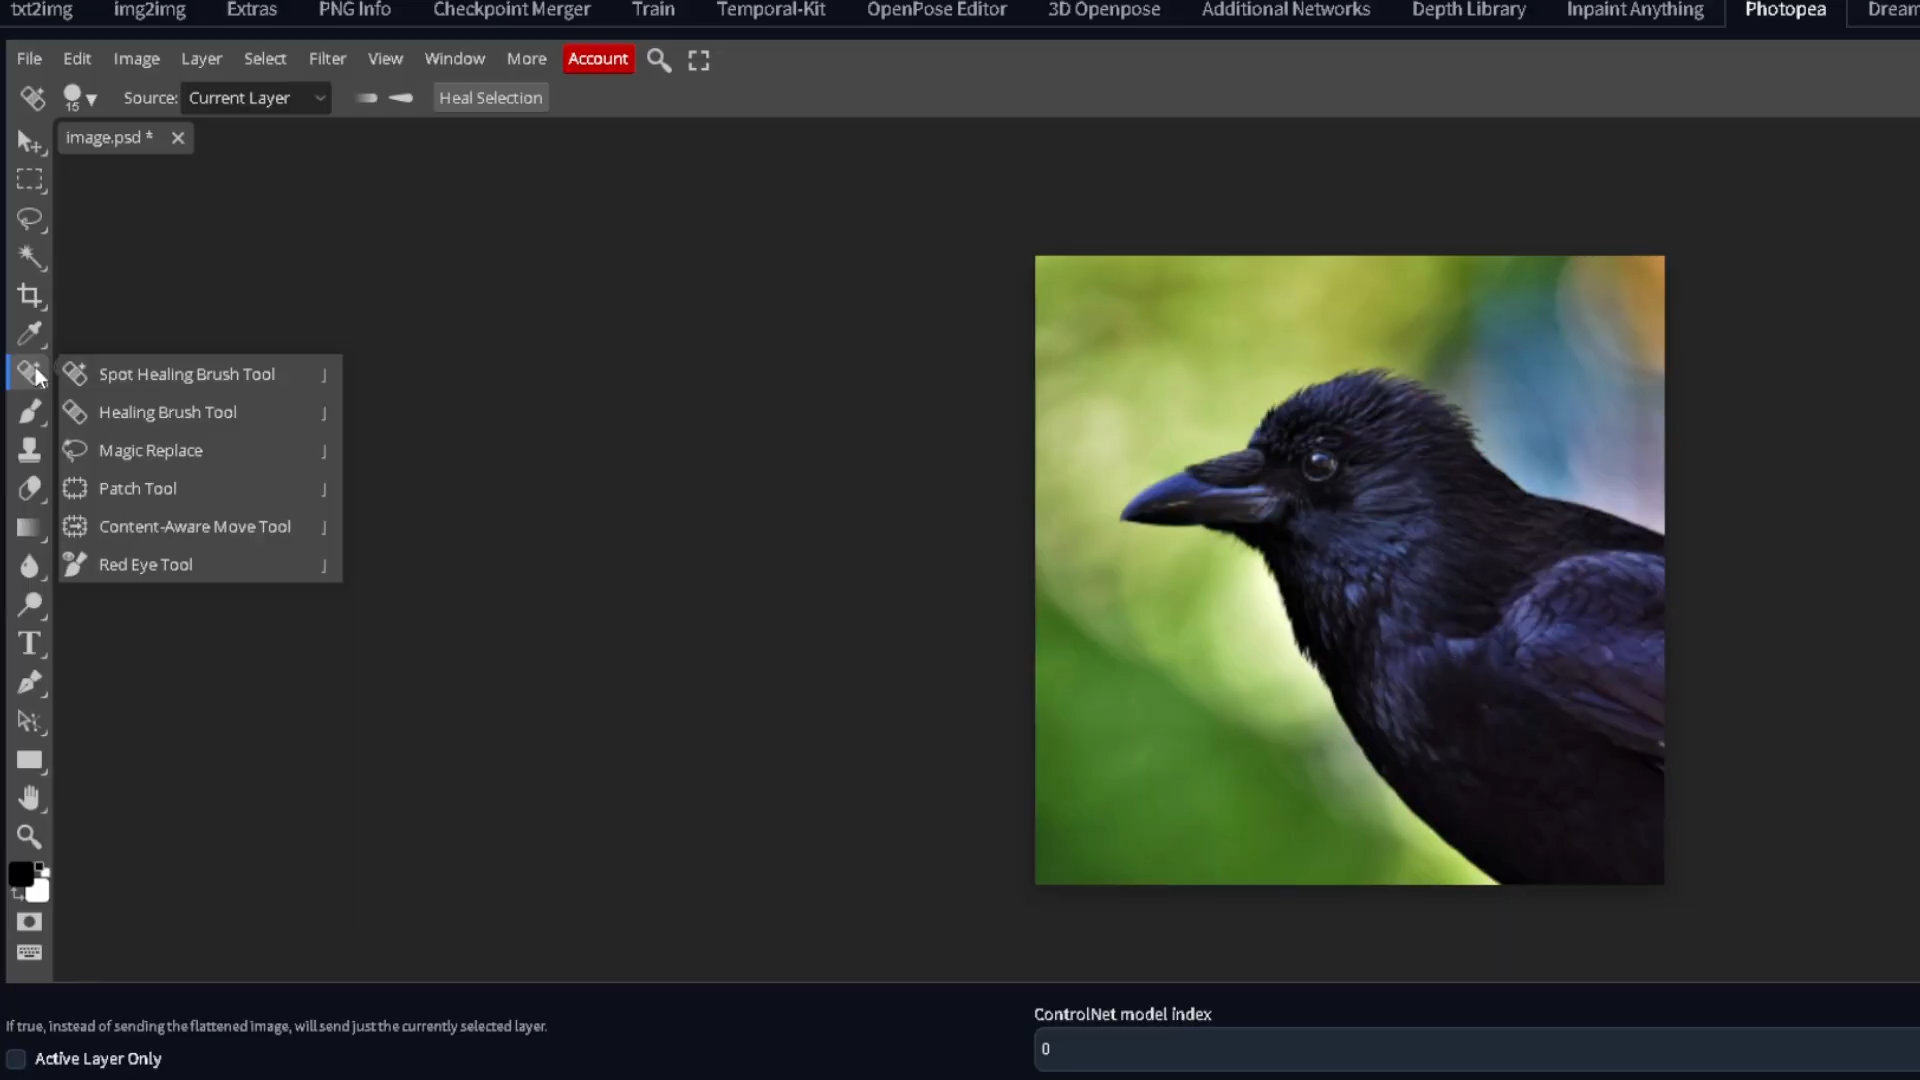 txt2img img2img Extras PNG Info Checkpoint Merger Train Temporal-Kit OpenPose Editor 3D Openpose Additional Networks Depth Library Inpaint Anything Photopea Dream
File Edit Image Layer Select Filter View Window More Account
15 Source: Current Layer Heal Selection
image.psd *
Spot Healing Brush Tool J
Healing Brush Tool J
Magic Replace J
Patch Tool J
Content-Aware Move Tool J
Red Eye Tool J
ControlNet model index
If true, instead of sending the flattened image, will send just the currently selected layer.
0
Active Layer Only